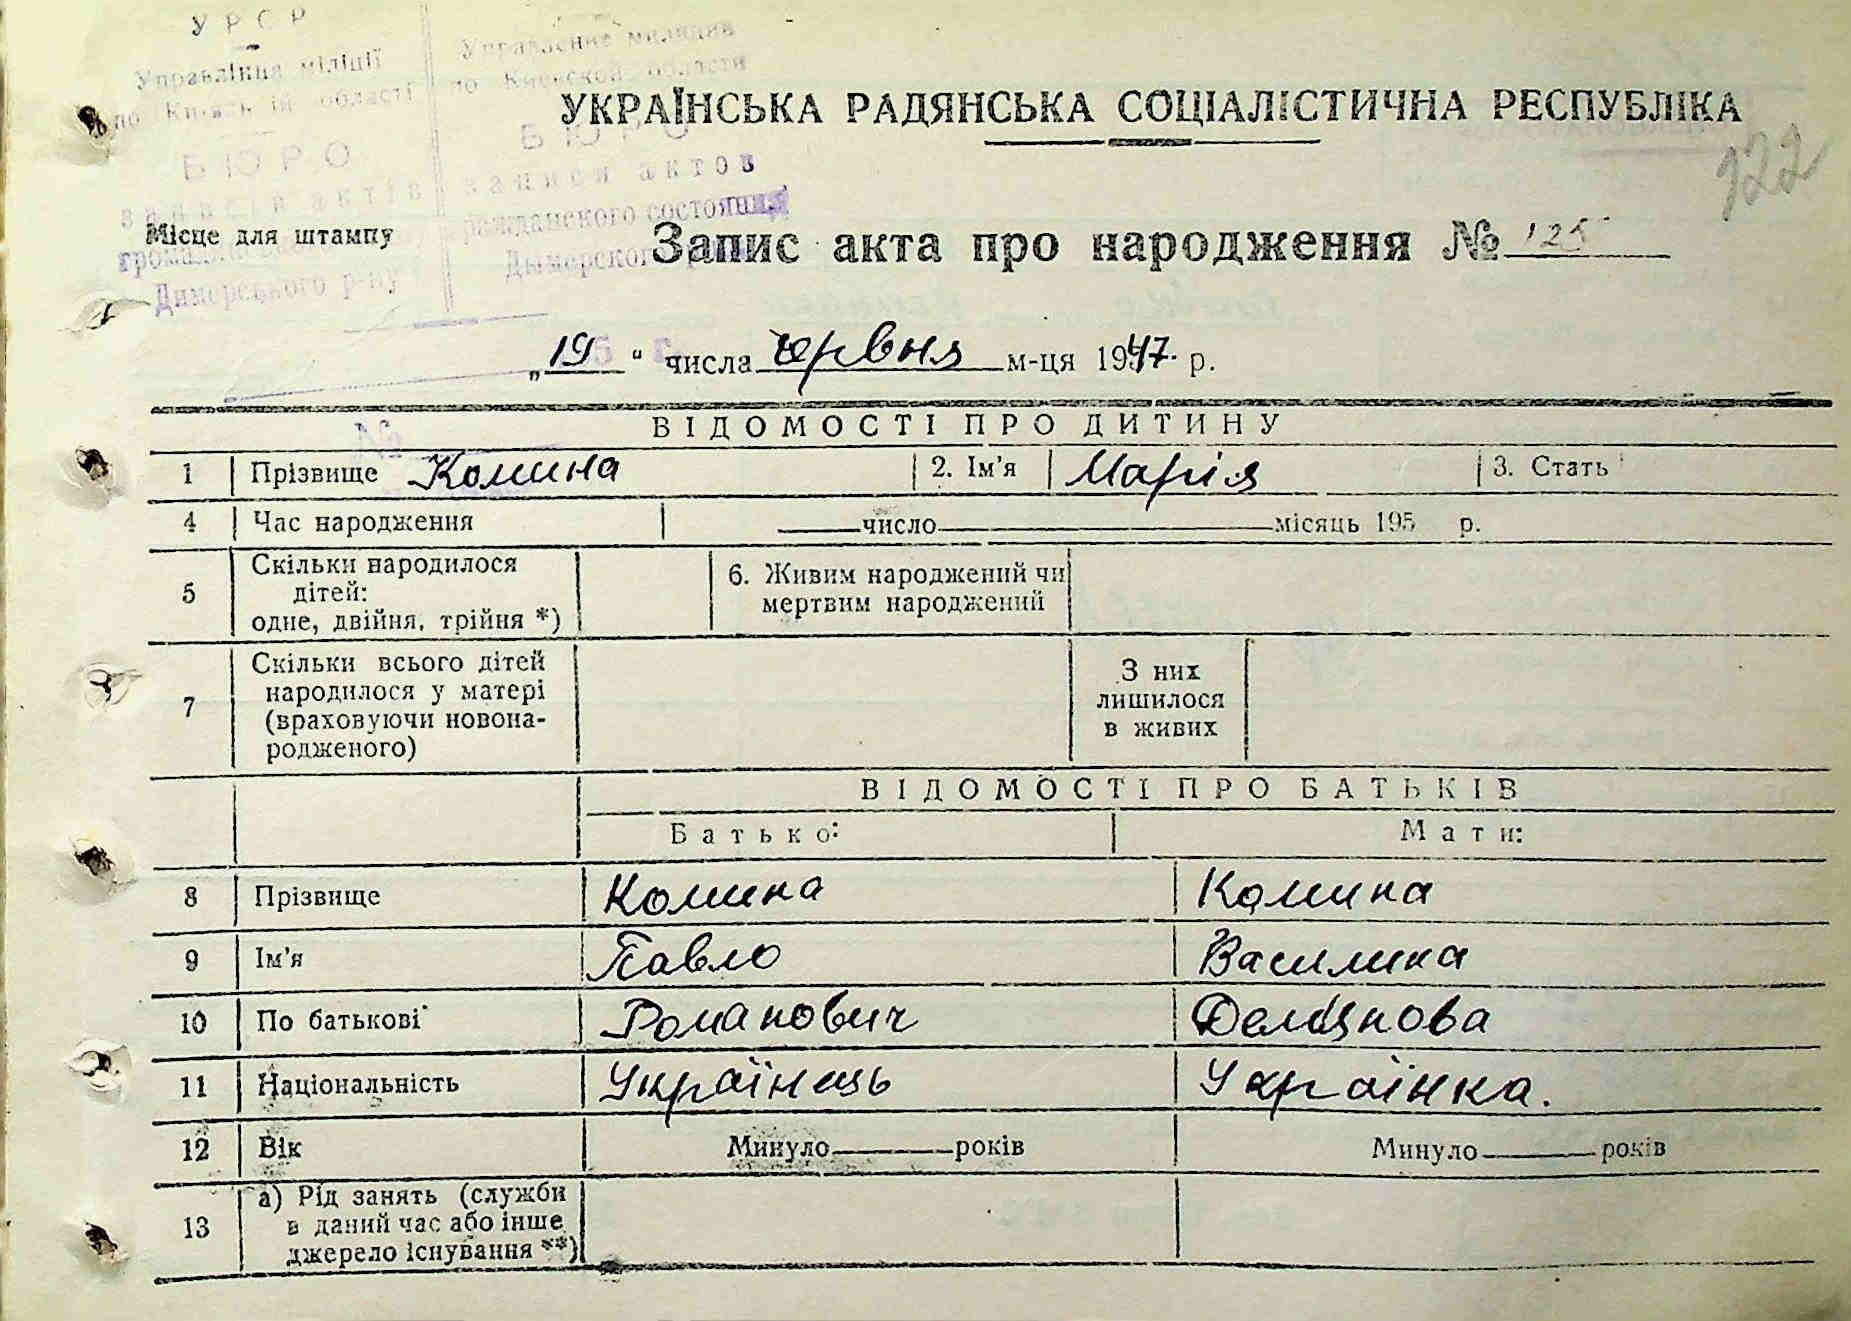 УРСР
Управління міліції
по Київській області
БЮРО
записів актів
Димерського р-ну
Управление милиции
по Киевской области
БЮРО
записи актов
гражданского состояния
Дымерского
УКРАЇНСЬКА РАДЯНСЬКА СОЦІАЛІСТИЧНА РЕСПУБЛІКА
122
Місце для штампу
Запис акта про народження № 125
„19“ числа червня м-ця 1947 р.
№
ВІДОМОСТІ ПРО ДИТИНУ
1 Прізвище Комина 2. Ім'я Марія 3. Стать
4 Час народження число місяць 195 р.
5 Скільки народилося дітей: одне, двійня, трійня *) 6. Живим народжений чи мертвим народжений
7 Скільки всього дітей народилося у матері (враховуючи новонародженого) З них лишилося в живих
ВІДОМОСТІ ПРО БАТЬКІВ
Батько: Мати:
8 Прізвище Комина Комина
9 Ім'я Павло Василина
10 По батькові Романович
11 Національність Українець Українка.
12 Вік Минуло років Минуло років
13 а) Рід занять (служби в даний час або інше джерело існування **)